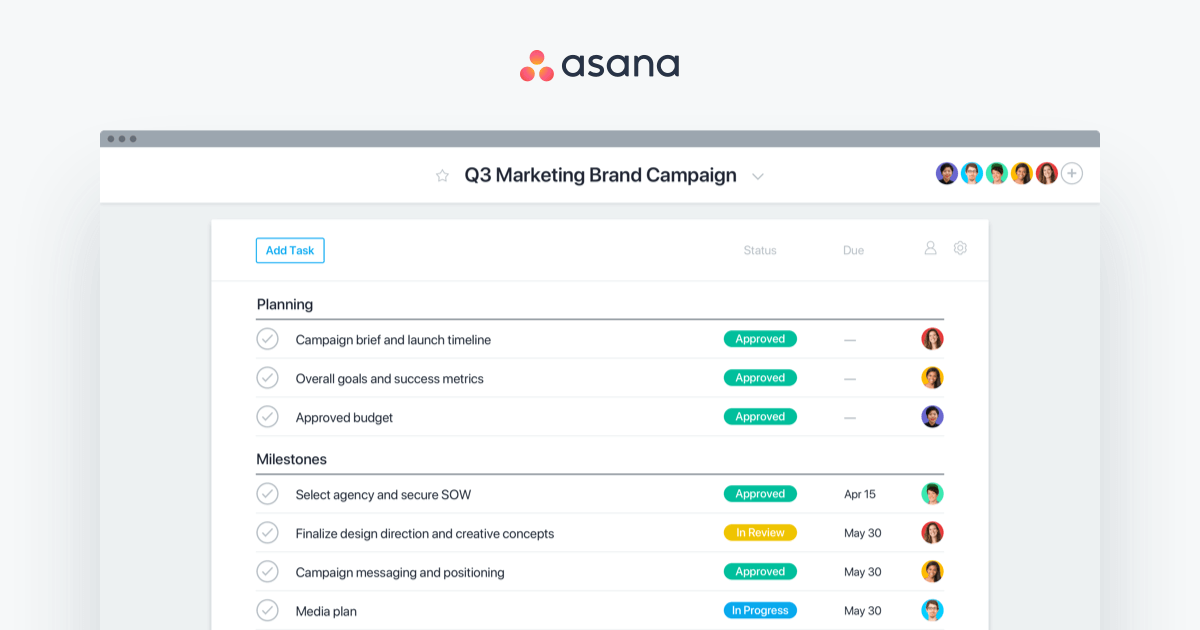 asana
Q3 Marketing Brand Campaign
Add Task Status Due
Planning
Campaign brief and launch timeline Approved —
Overall goals and success metrics Approved —
Approved budget Approved —
Milestones
Select agency and secure SOW Approved Apr 15
Finalize design direction and creative concepts In Review May 30
Campaign messaging and positioning Approved May 30
Media plan In Progress May 30